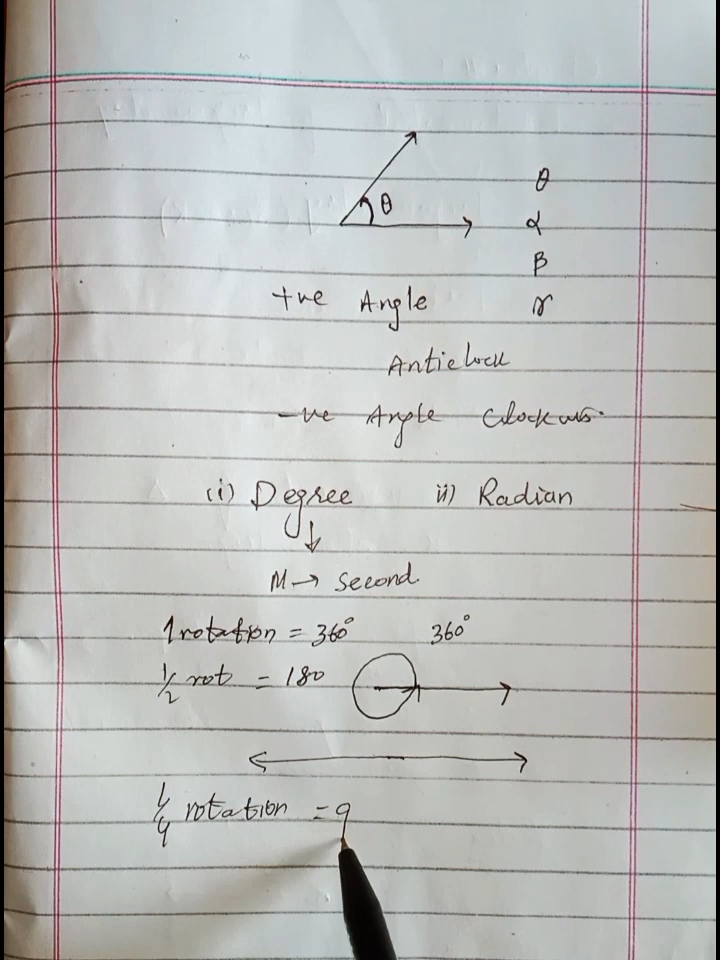 θ
θ
α
β
γ
+ve Angle
Anticlock
-ve Angle Clockwis.
(i) Degree ii) Radian
M→ Second.
1 rotation = 360° 360°
1/2 rot = 180
1/4 rotation = 9